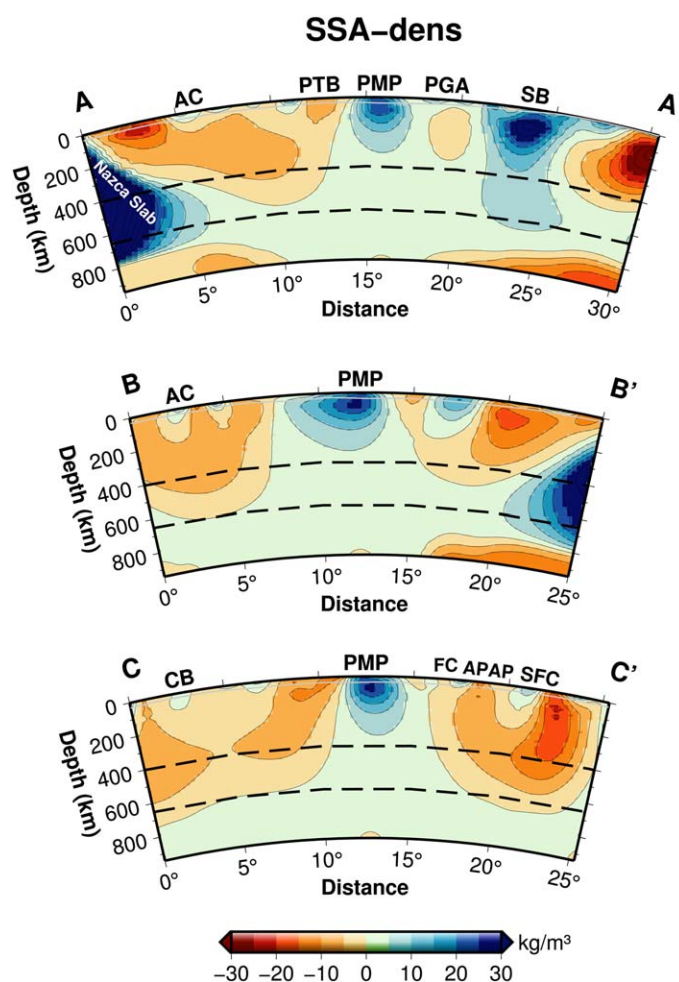 SSA–dens
A AC PTB PMP PGA SB A
0
200
400
600
800
Depth (km)
Nazca Slab
0° 5° 10° 15° 20° 25° 30°
Distance
B AC PMP B’
0
200
400
600
800
Depth (km)
0° 5° 10° 15° 20° 25°
Distance
C CB PMP FC APAP SFC C’
0
200
400
600
800
Depth (km)
0° 5° 10° 15° 20° 25°
Distance
−30 −20 −10 0 10 20 30
kg/m³